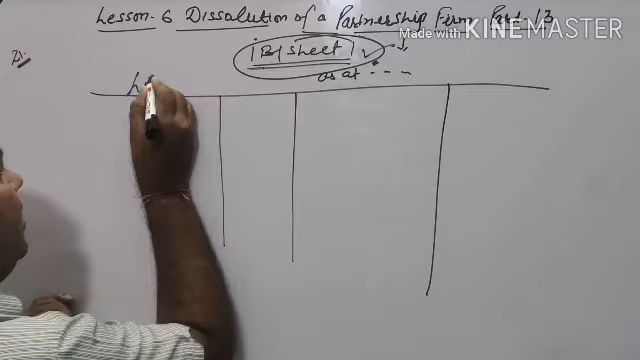 Lesson-6 Dissolution of a Partnership Firm Part-13
Made with KINEMASTER
B/sheet
as at ---